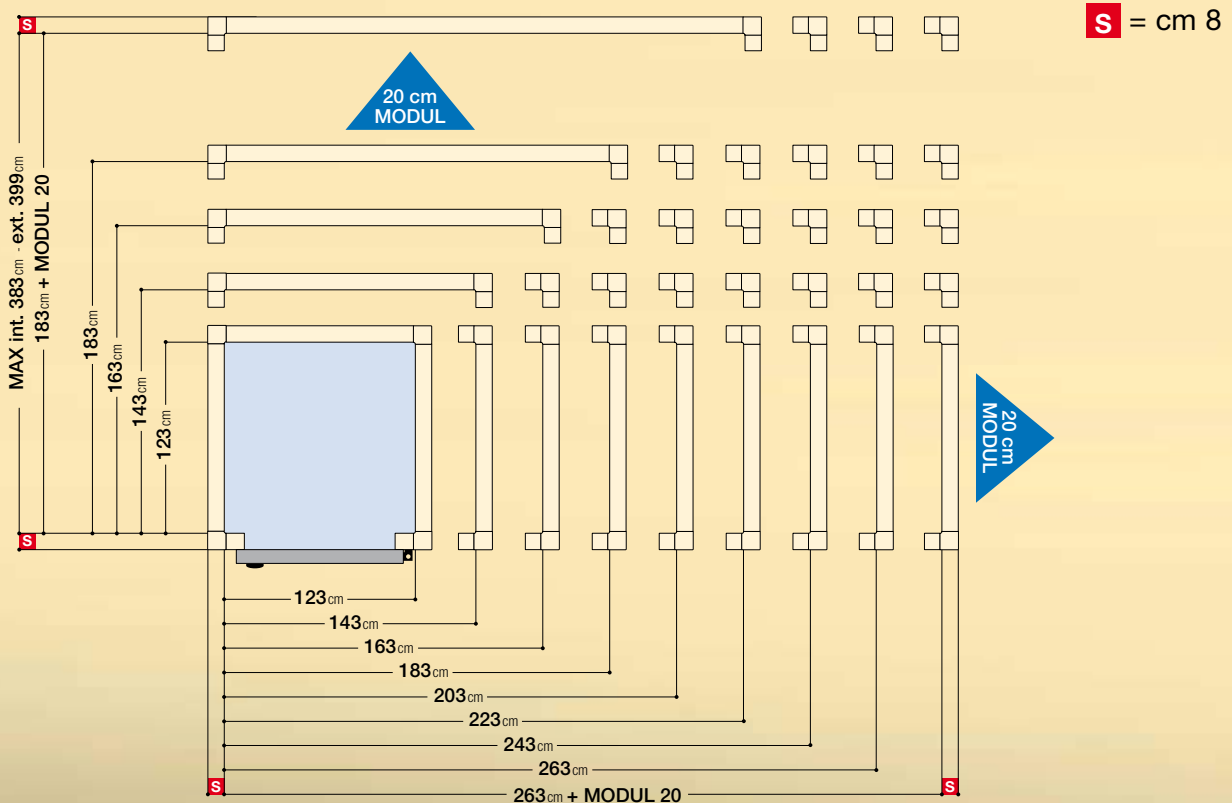 S
S = cm 8
20 cm
MODUL
MAX int. 383cm - ext. 399cm
183cm + MODUL 20
183cm
163cm
143cm
123cm
20 cm
MODUL
S
123cm
143cm
163cm
183cm
203cm
223cm
243cm
263cm
S
263cm + MODUL 20
S